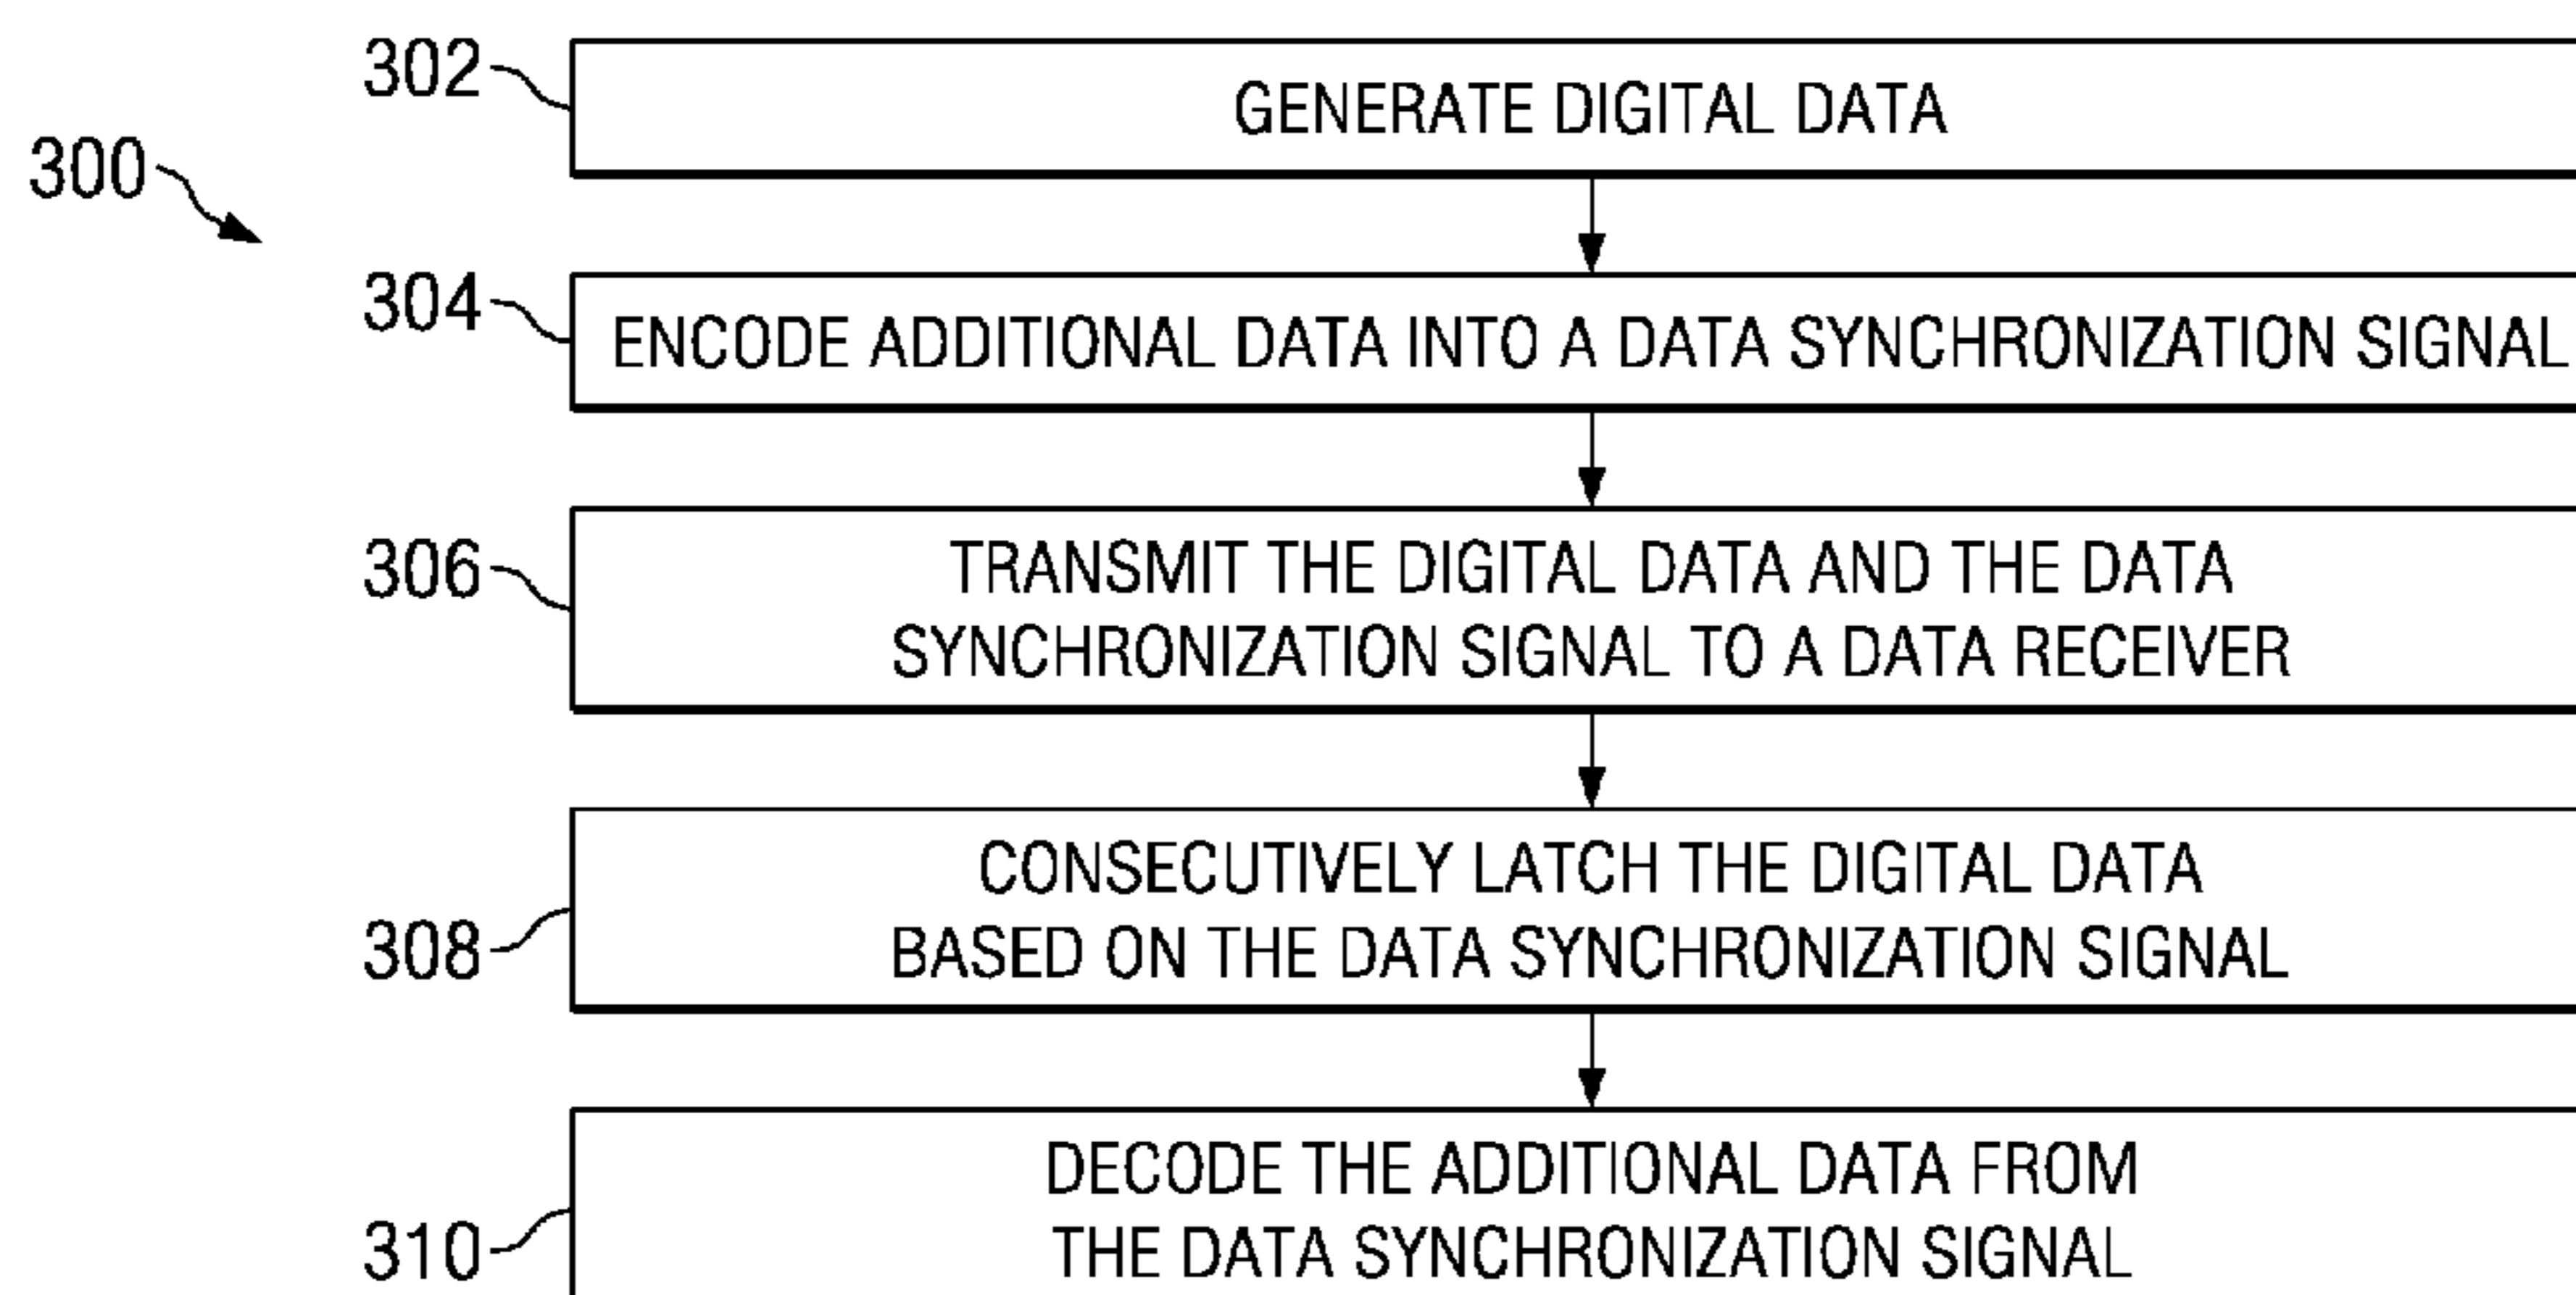 302
GENERATE DIGITAL DATA
300
304
ENCODE ADDITIONAL DATA INTO A DATA SYNCHRONIZATION SIGNAL
306
TRANSMIT THE DIGITAL DATA AND THE DATA
SYNCHRONIZATION SIGNAL TO A DATA RECEIVER
308
CONSECUTIVELY LATCH THE DIGITAL DATA
BASED ON THE DATA SYNCHRONIZATION SIGNAL
310
DECODE THE ADDITIONAL DATA FROM
THE DATA SYNCHRONIZATION SIGNAL